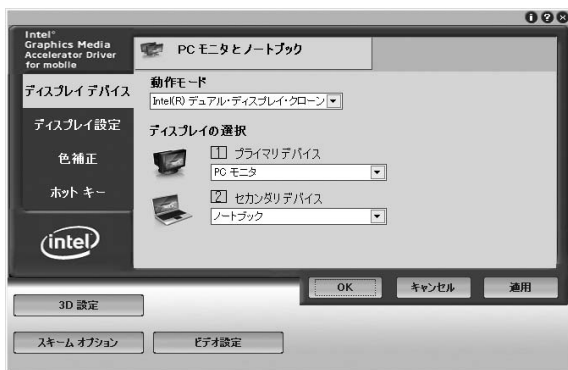 Intel®
Graphics Media
Accelerator Driver
for mobile
PC モニタとノートブック
ディスプレイ デバイス
ディスプレイ設定
色補正
ホット キー
intel
動作モード
Intel(R) デュアル・ディスプレイ・クローン
ディスプレイの選択
1 プライマリデバイス
PC モニタ
2 セカンダリデバイス
ノートブック
OK
キャンセル
適用
3D 設定
スキーム オプション
ビデオ設定